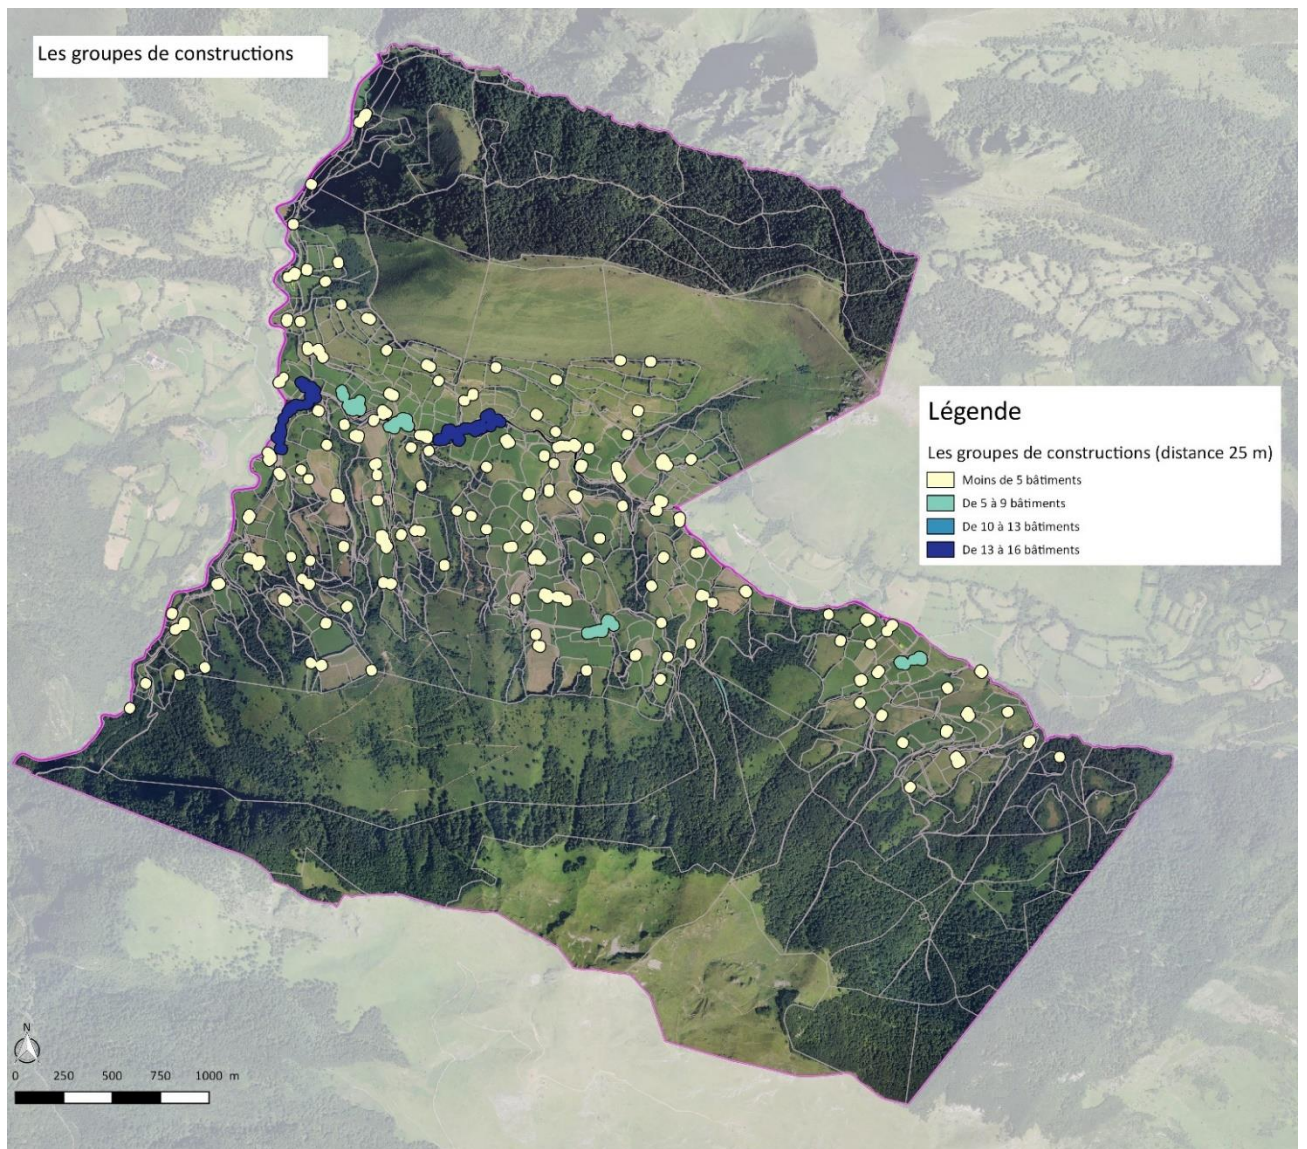 Les groupes de constructions
Légende
Les groupes de constructions (distance 25 m)
Moins de 5 bâtiments
De 5 à 9 bâtiments
De 10 à 13 bâtiments
De 13 à 16 bâtiments
N
0 250 500 750 1000 m